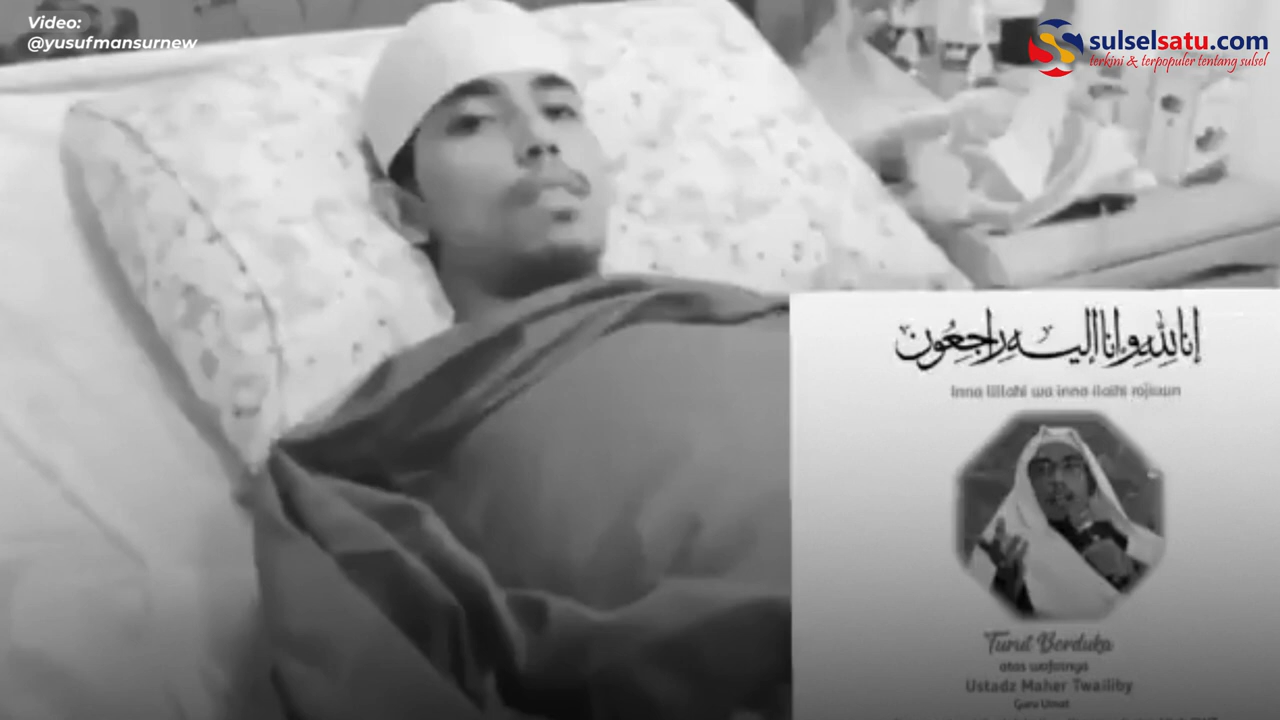 Video:
@yusufmansurnew
sulselsatu.com
terkini & terpopuler tentang sulsel
إنا لله وإنا إليه راجعون
Inna lillahi wa inna ilaihi rojiuun
Turut Berduka
atas wafatnya
Ustadz Maher Twailiby
Guru Umat